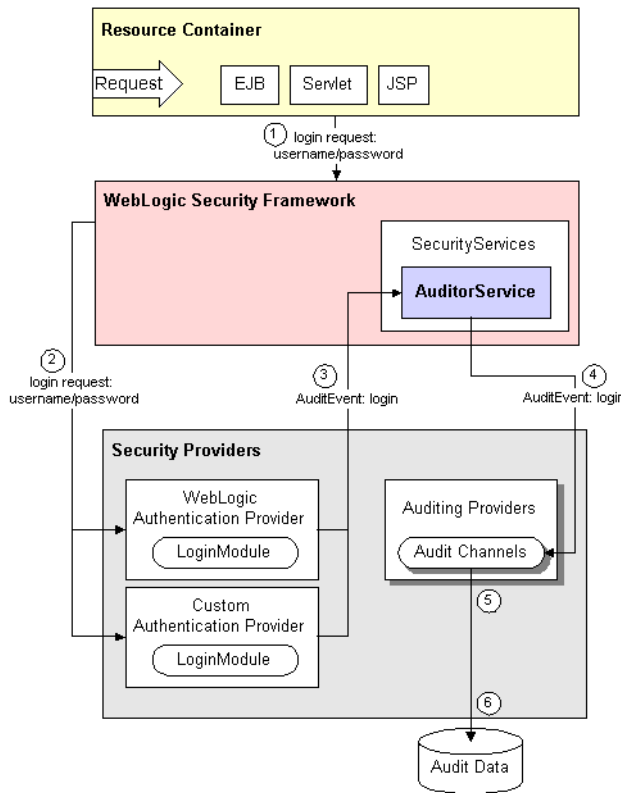 Resource Container
Request
EJB
Servlet
JSP
1
login request:
username/password
WebLogic Security Framework
SecurityServices
AuditorService
2
login request:
username/password
3
AuditEvent: login
4
AuditEvent: login
Security Providers
WebLogic
Authentication Provider
LoginModule
Auditing Providers
Audit Channels
Custom
Authentication Provider
LoginModule
5
6
Audit Data